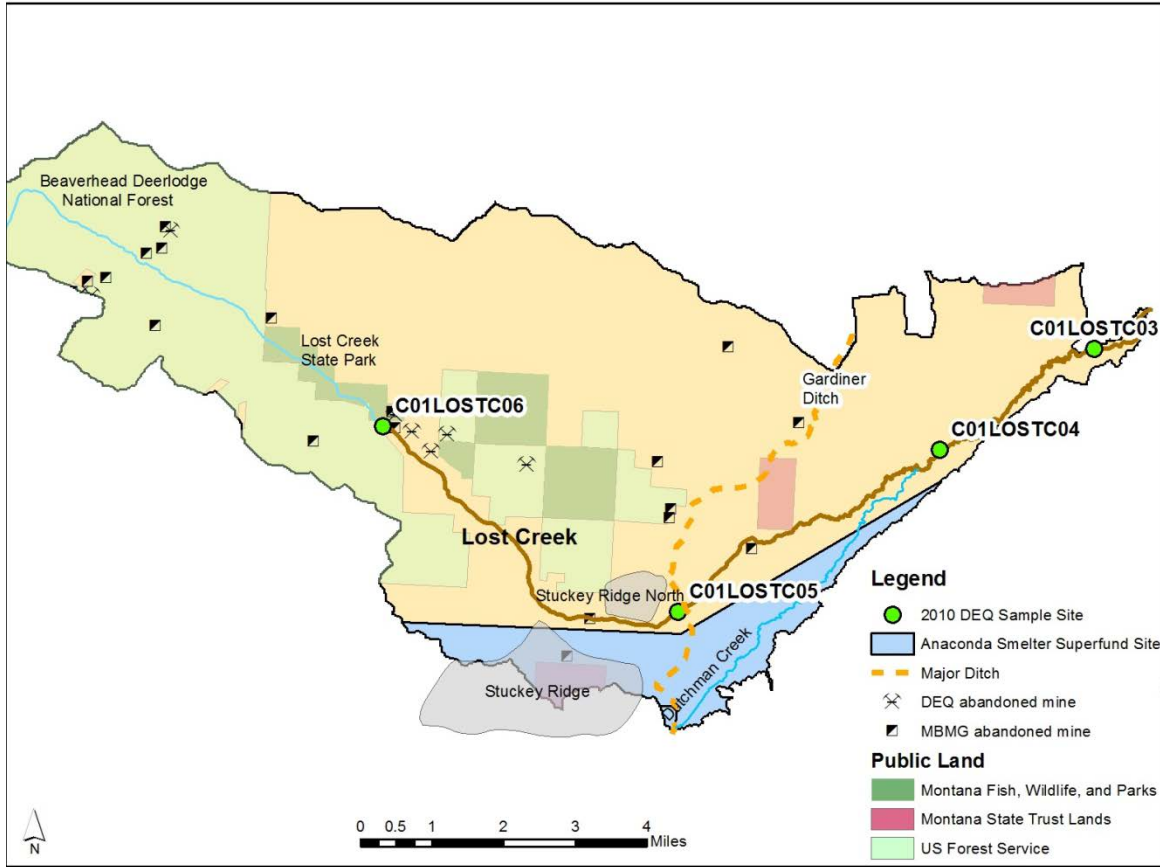 Beaverhead Deerlodge
National Forest
Lost Creek
State Park
C01LOSTC06
Gardiner
Ditch
C01LOSTC03
C01LOSTC04
Lost Creek
Stuckey Ridge North
C01LOSTC05
Stuckey Ridge
Dutchman Creek
Legend
2010 DEQ Sample Site
Anaconda Smelter Superfund Site
Major Ditch
DEQ abandoned mine
MBMG abandoned mine
Public Land
Montana Fish, Wildlife, and Parks
Montana State Trust Lands
US Forest Service
N
0 0.5 1 2 3 4
Miles